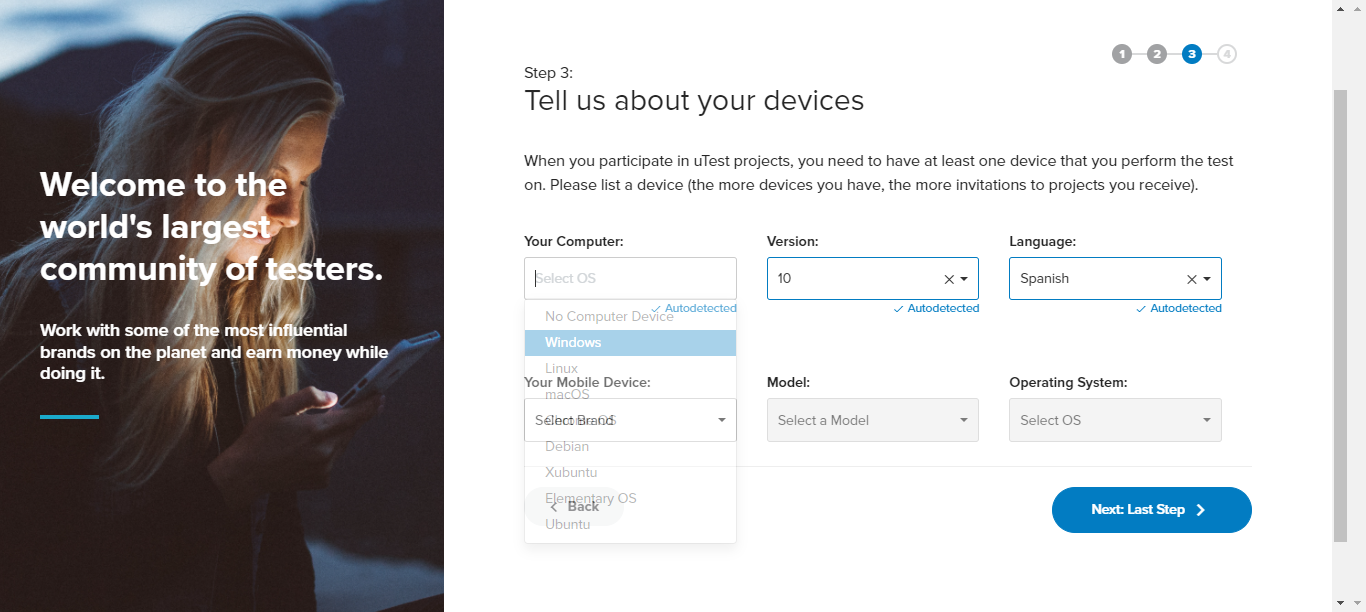 Welcome to the
world's largest
community of testers.
Work with some of the most influential
brands on the planet and earn money while
doing it.
1 2 3 4
Step 3:
Tell us about your devices
When you participate in uTest projects, you need to have at least one device that you perform the test
on. Please list a device (the more devices you have, the more invitations to projects you receive).
Your Computer: Version: Language:
Select OS 10 Spanish
Autodetected Autodetected Autodetected
No Computer Device
Windows
Linux
Your Mobile Device: Model: Operating System:
macOS
Select Brand Select a Model Select OS
Chrome OS
Debian
Xubuntu
Elementary OS
Back Next: Last Step
Ubuntu